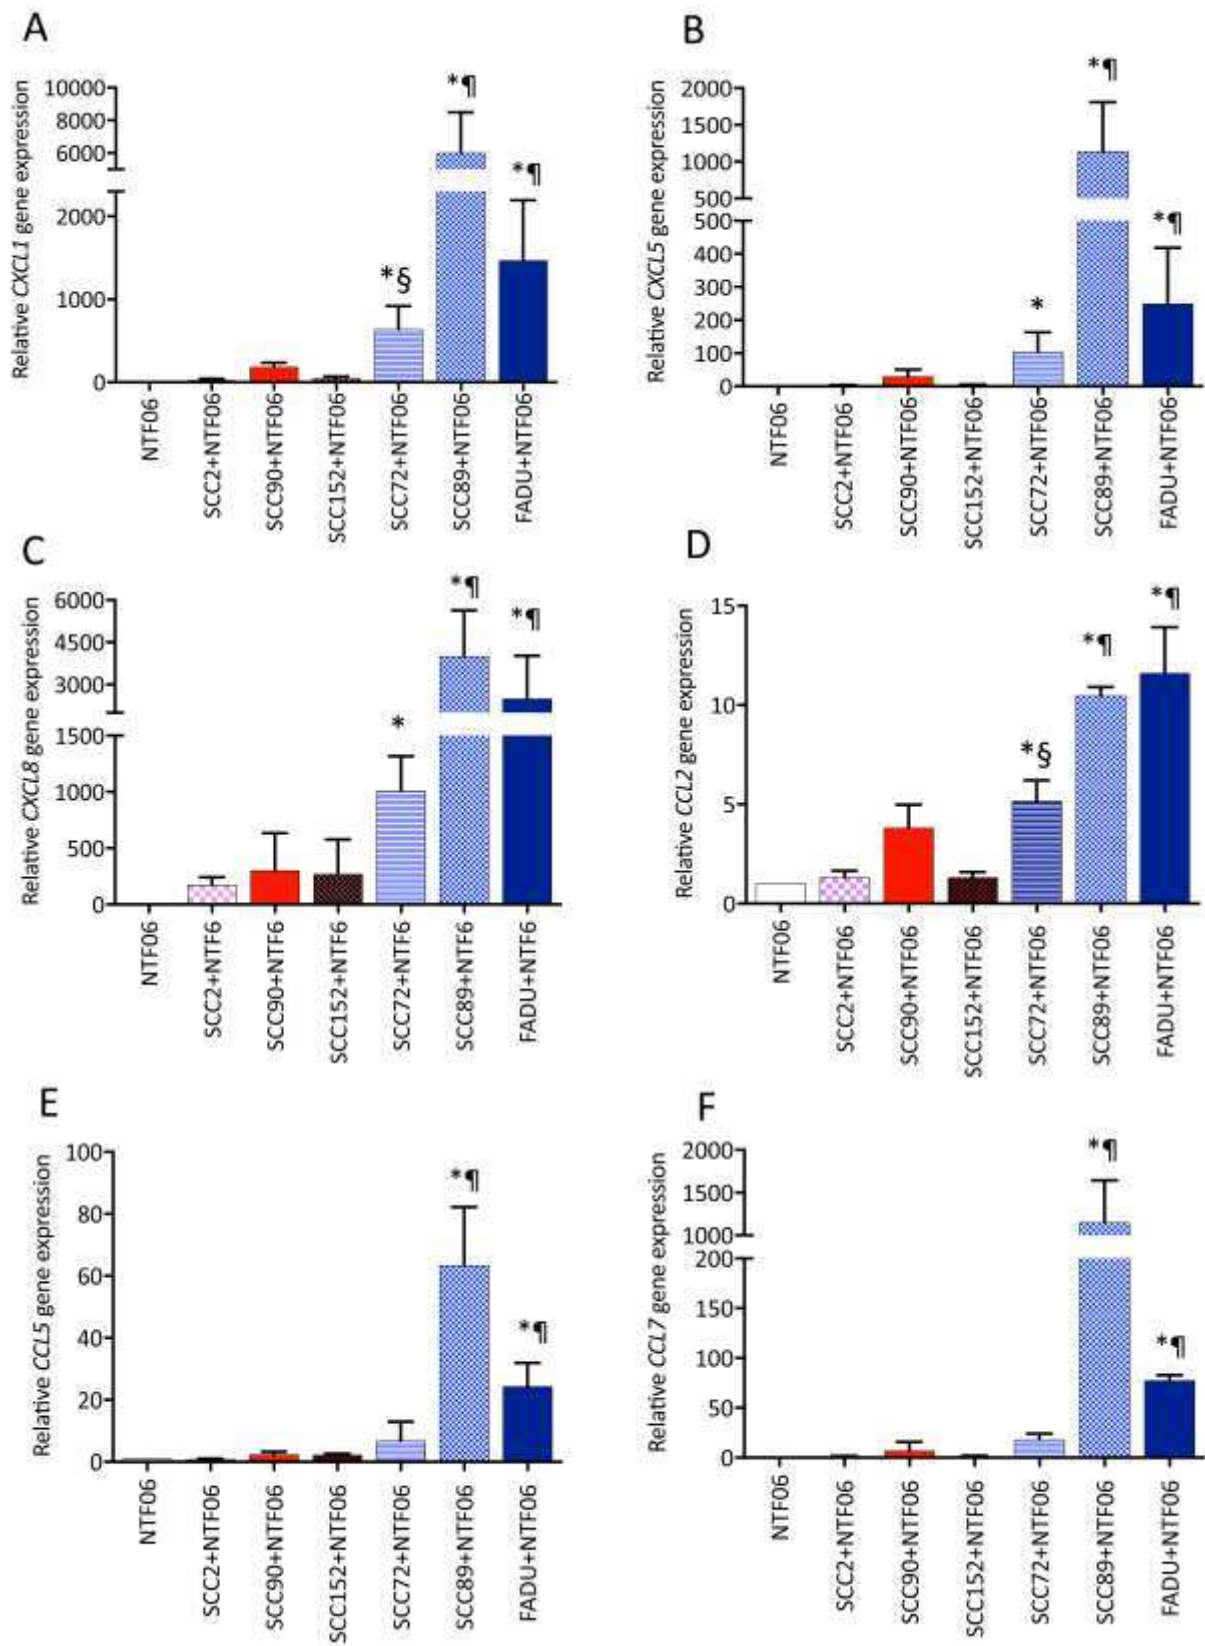 A
Relative CXCL1 gene expression
10000
8000
6000
2000
1000
0
*§
*¶
*¶
NTF06
SCC2+NTF06
SCC90+NTF06
SCC152+NTF06
SCC72+NTF06
SCC89+NTF06
FADU+NTF06
B
Relative CXCL5 gene expression
2000
1500
1000
500
500
400
300
200
100
0
*
*¶
*¶
NTF06
SCC2+NTF06
SCC90+NTF06
SCC152+NTF06
SCC72+NTF06
SCC89+NTF06
FADU+NTF06
C
Relative CXCL8 gene expression
6000
4500
3000
1500
1000
500
0
*
*¶
*¶
NTF06
SCC2+NTF6
SCC90+NTF6
SCC152+NTF6
SCC72+NTF6
SCC89+NTF6
FADU+NTF6
D
Relative CCL2 gene expression
15
10
5
0
*§
*¶
*¶
NTF06
SCC2+NTF06
SCC90+NTF06
SCC152+NTF06
SCC72+NTF06
SCC89+NTF06
FADU+NTF06
E
Relative CCL5 gene expression
100
80
60
40
20
0
*¶
*¶
NTF06
SCC2+NTF06
SCC90+NTF06
SCC152+NTF06
SCC72+NTF06
SCC89+NTF06
FADU+NTF06
F
Relative CCL7 gene expression
2000
1500
1000
200
150
100
50
0
*¶
*¶
NTF06
SCC2+NTF06
SCC90+NTF06
SCC152+NTF06
SCC72+NTF06
SCC89+NTF06
FADU+NTF06